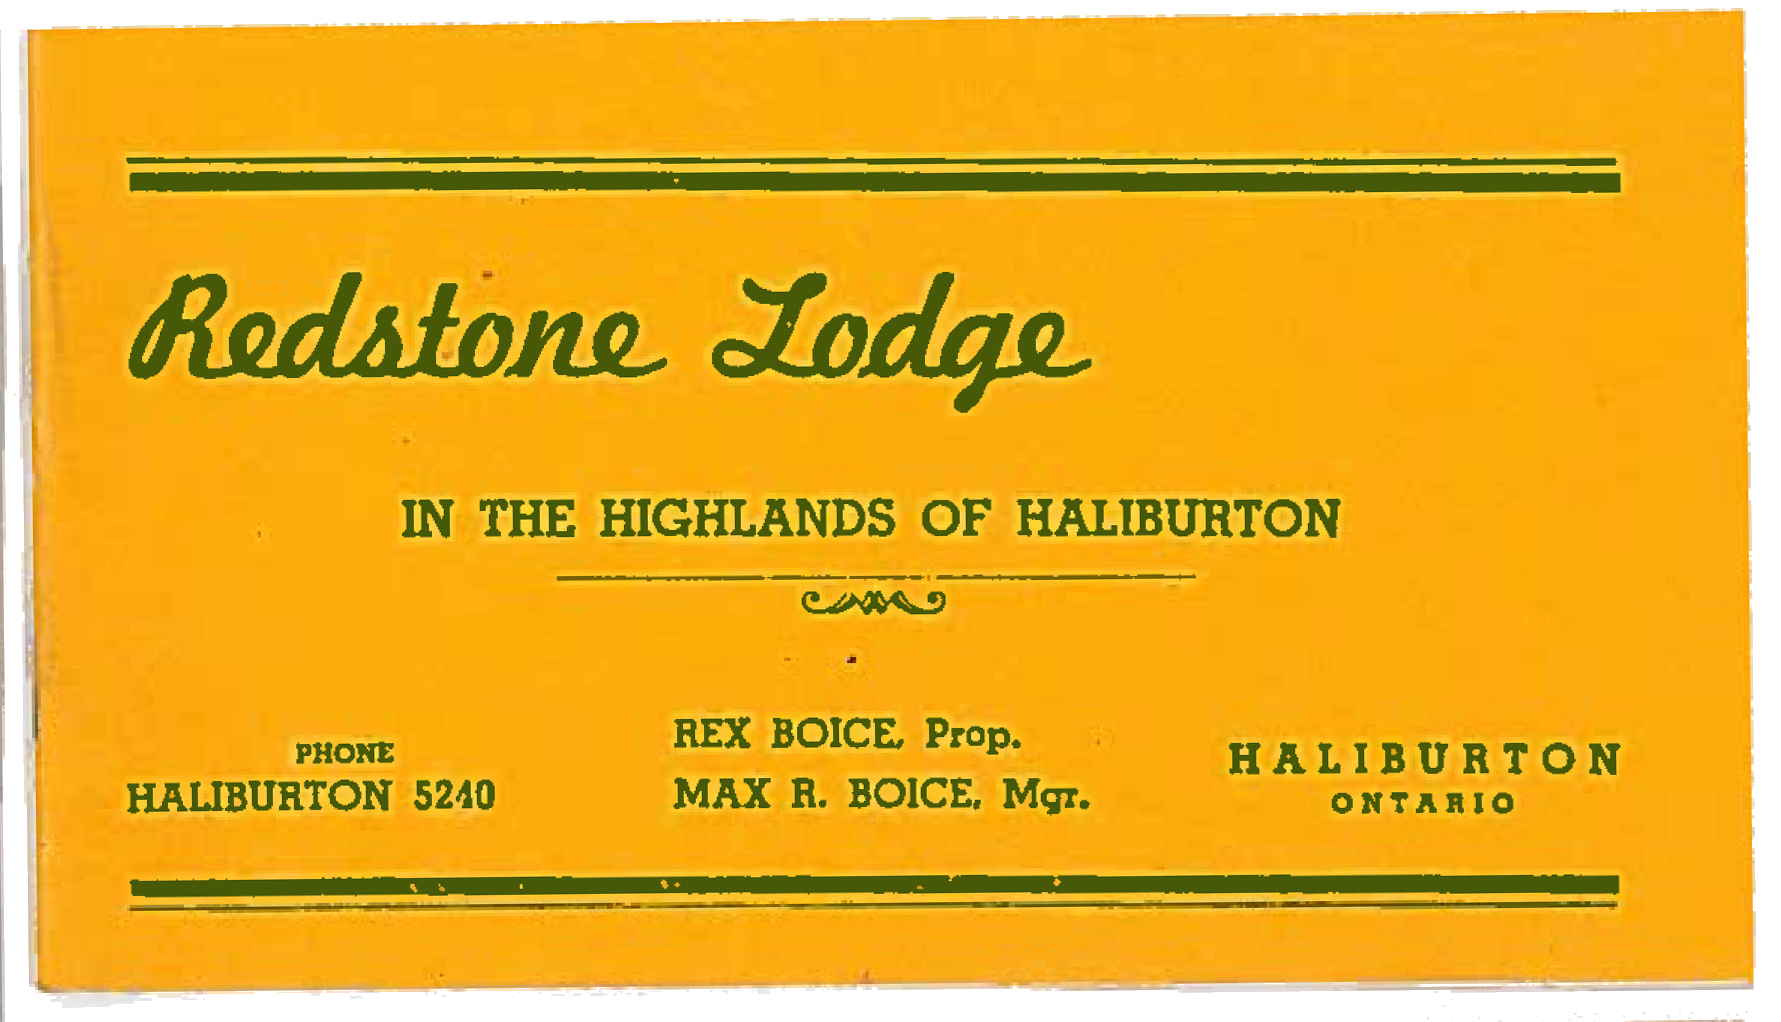 Redstone Lodge
IN THE HIGHLANDS OF HALIBURTON
PHONE
HALIBURTON 5240
REX BOICE, Prop.
MAX R. BOICE, Mgr.
HALIBURTON
ONTARIO